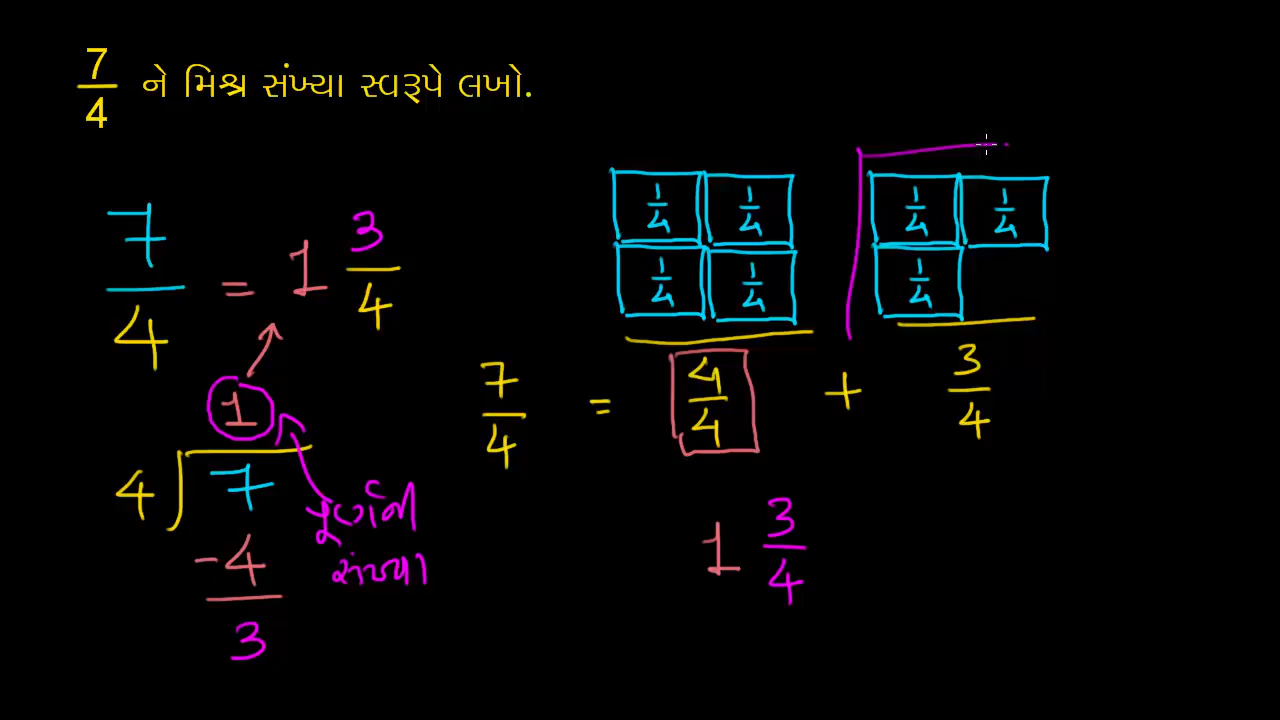 7/4 ને મિશ્ર સંખ્યા સ્વરૂપે લખો.
7/4 = 1 3/4
1
4 7
-4
3
પૂર્ણાંક
સંખ્યા
1/4 1/4 1/4 1/4
1/4 1/4 1/4
7/4 = 4/4 + 3/4
1 3/4